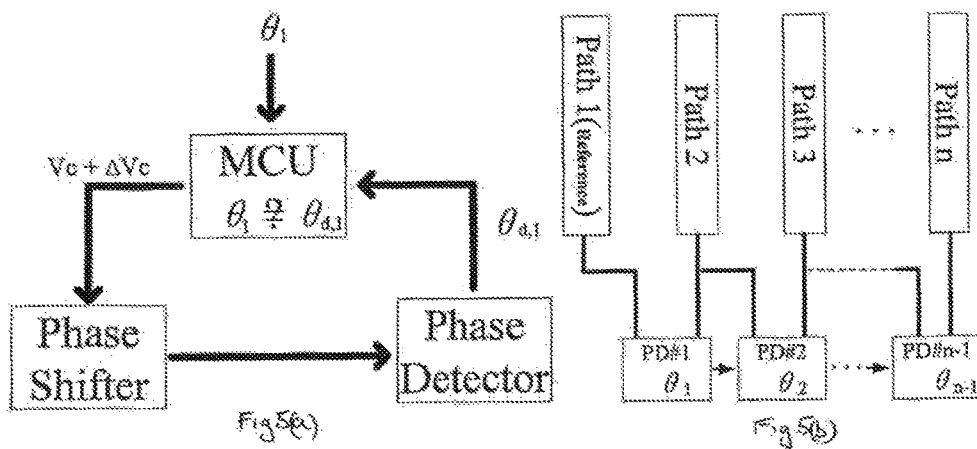 θ₁
Vc + ΔVc
MCU
θ₁ ≟ θd,1
θd,1
Phase
Shifter
Phase
Detector
Fig 5(a)
Path 1(Reference)
Path 2
Path 3
...
Path n
PD#1
θ₁
PD#2
θ₂
PD#n-1
θn-1
Fig 5(b)